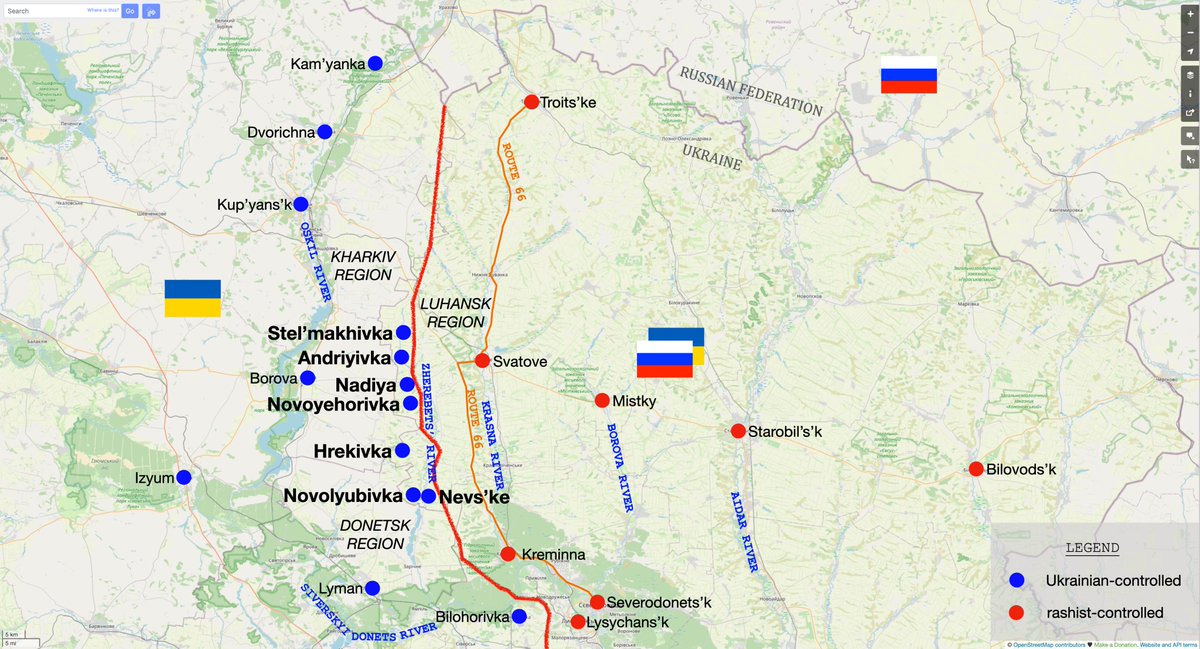 Search
Where is this?
Go
Kam'yanka
RUSSIAN FEDERATION
Troits'ke
Dvorichna
ROUTE 66
UKRAINE
Kup'yans'k
OSKIL RIVER
KHARKIV
REGION
LUHANSK
REGION
Stel'makhivka
Andriyivka
Svatove
Borova
Nadiya
ZHEREBETS' RIVER
Novoyehorivka
ROUTE 66
KRASNA RIVER
Mistky
BOROVA RIVER
Starobil's'k
Hrekivka
Bilovods'k
Izyum
Novolyubivka
Nevs'ke
AIDAR RIVER
DONETSK
REGION
Kreminna
LEGEND
Ukrainian-controlled
Lyman
SIVERSKYI DONETS RIVER
Severodonets'k
rashist-controlled
Bilohorivka
Lysychans'k
5 km
5 mi
© OpenStreetMap contributors ♥ Make a Donation. Website and API terms